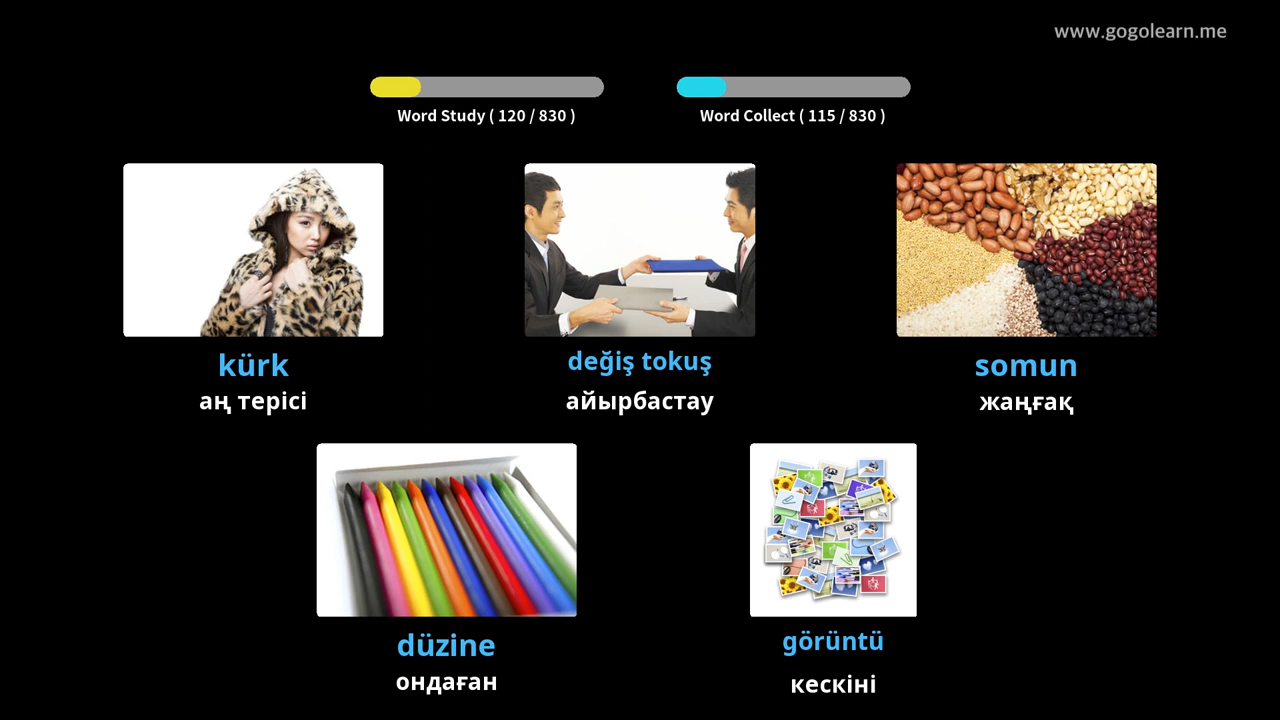 www.gogolearn.me
Word Study ( 120 / 830 )
Word Collect ( 115 / 830 )
kürk
değiş tokuş
somun
аң терісі
айырбастау
жаңғақ
düzine
görüntü
ондаған
кескіні